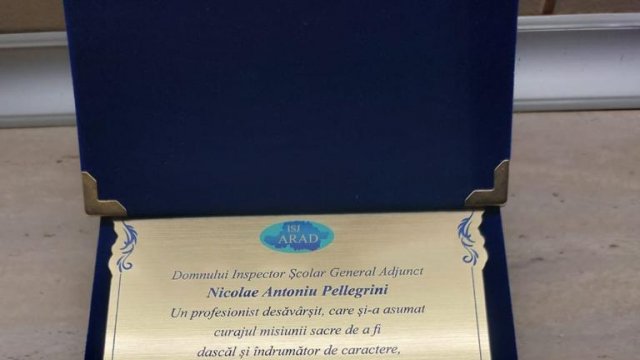 ISJ
ARAD
Domnului Inspector Școlar General Adjunct
Nicolae Antoniu Pellegrini
Un profesionist desăvârșit, care și-a asumat
curajul misiunii sacre de a fi
dascăl și îndrumător de caractere,